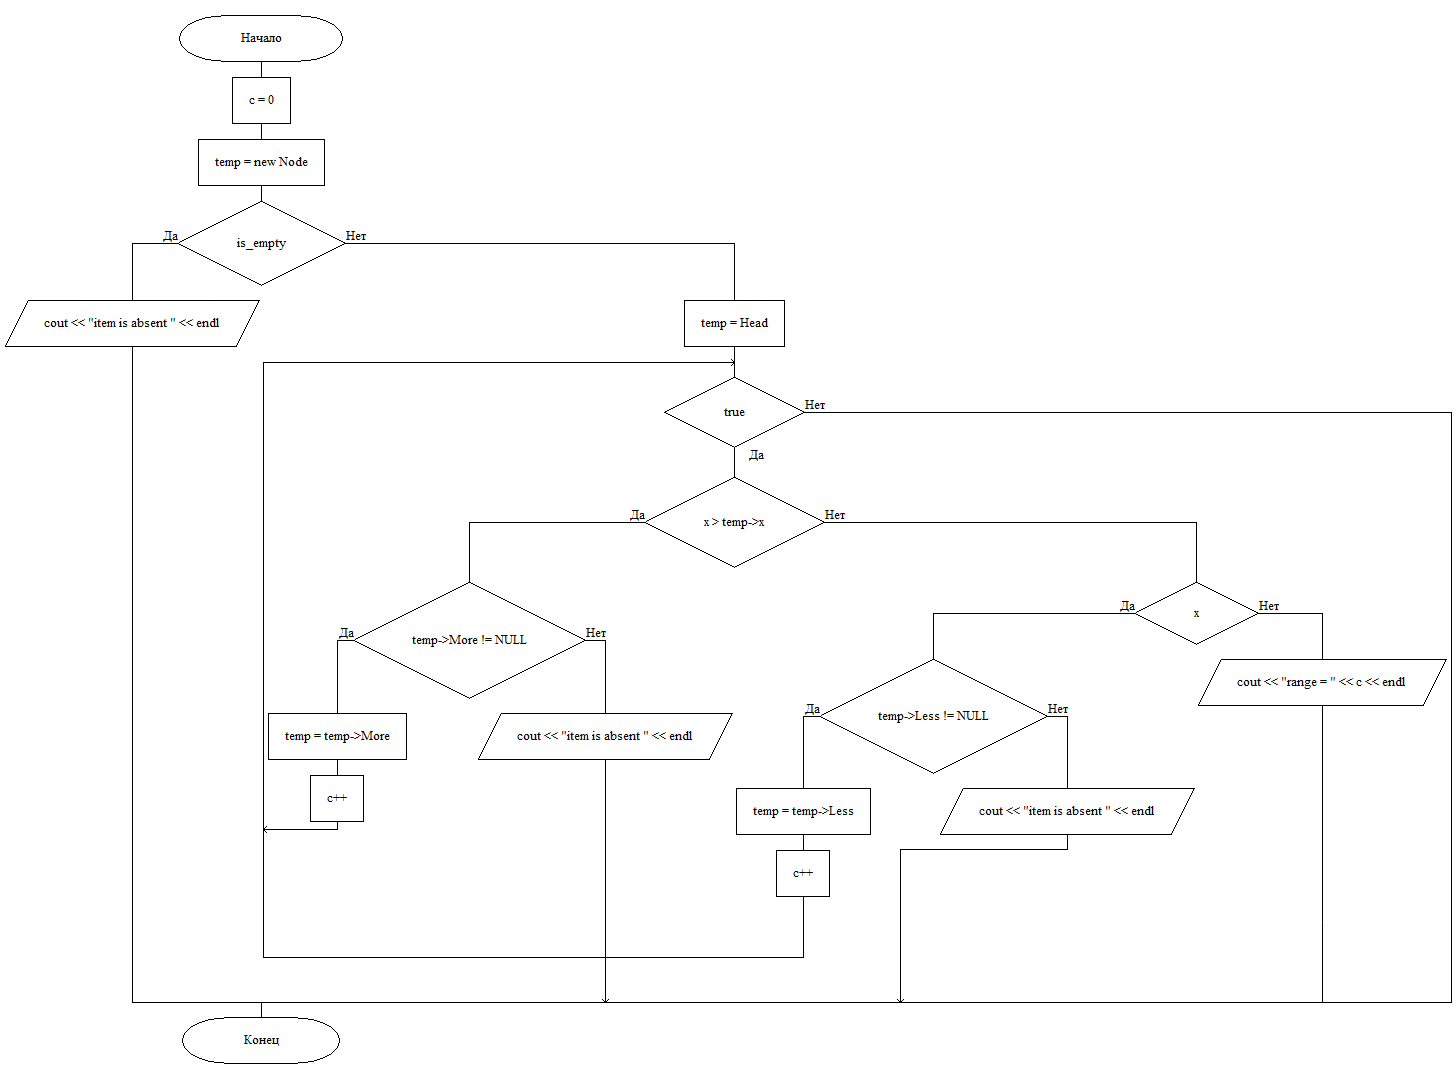 Начало
c = 0
temp = new Node
Да
is_empty
Нет
cout << "item is absent " << endl
temp = Head
true
Нет
Да
Да
x > temp->x
Нет
Да
temp->More != NULL
Нет
Да
x
Нет
temp = temp->More
cout << "item is absent " << endl
c++
Да
temp->Less != NULL
Нет
cout << "range = " << c << endl
temp = temp->Less
cout << "item is absent " << endl
c++
Конец